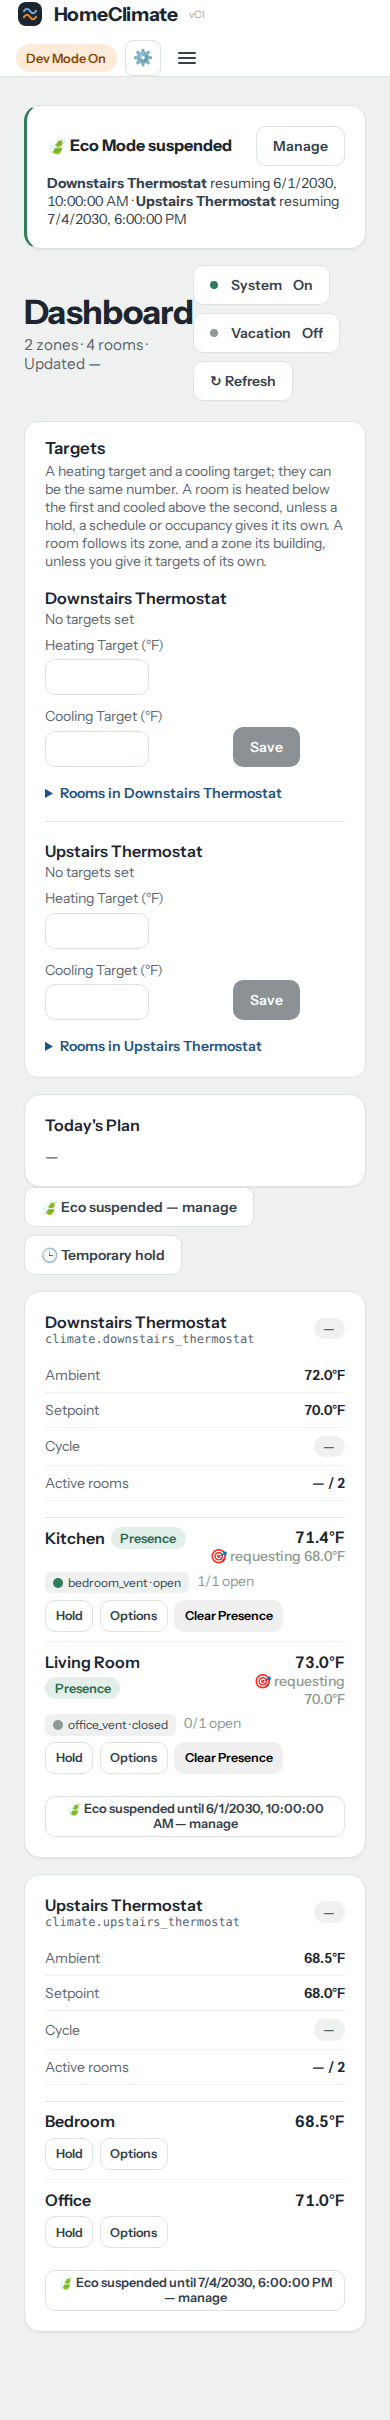 HomeClimate vCI
Dev Mode On
Eco Mode suspended
Manage
Downstairs Thermostat resuming 6/1/2030,
10:00:00 AM · Upstairs Thermostat resuming
7/4/2030, 6:00:00 PM
Dashboard
2 zones · 4 rooms ·
Updated —
System On
Vacation Off
↻ Refresh
Targets
A heating target and a cooling target; they can
be the same number. A room is heated below
the first and cooled above the second, unless a
hold, a schedule or occupancy gives it its own. A
room follows its zone, and a zone its building,
unless you give it targets of its own.
Downstairs Thermostat
No targets set
Heating Target (°F)
Cooling Target (°F)
Save
Rooms in Downstairs Thermostat
Upstairs Thermostat
No targets set
Heating Target (°F)
Cooling Target (°F)
Save
Rooms in Upstairs Thermostat
Today's Plan
—
Eco suspended — manage
Temporary hold
Downstairs Thermostat
climate.downstairs_thermostat
—
Ambient 72.0°F
Setpoint 70.0°F
Cycle —
Active rooms — / 2
Kitchen Presence 71.4°F
requesting 68.0°F
bedroom_vent · open 1/1 open
Hold Options Clear Presence
Living Room 73.0°F
Presence
requesting
70.0°F
office_vent · closed 0/1 open
Hold Options Clear Presence
Eco suspended until 6/1/2030, 10:00:00
AM — manage
Upstairs Thermostat
climate.upstairs_thermostat
—
Ambient 68.5°F
Setpoint 68.0°F
Cycle —
Active rooms — / 2
Bedroom 68.5°F
Hold Options
Office 71.0°F
Hold Options
Eco suspended until 7/4/2030, 6:00:00 PM
— manage